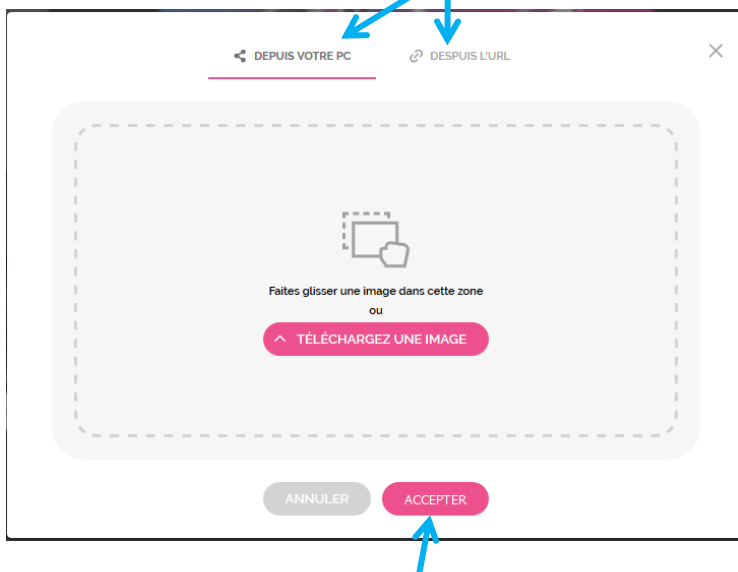 DEPUIS VOTRE PC
DESPUIS L'URL
Faites glisser une image dans cette zone
ou
TÉLÉCHARGEZ UNE IMAGE
ANNULER
ACCEPTER